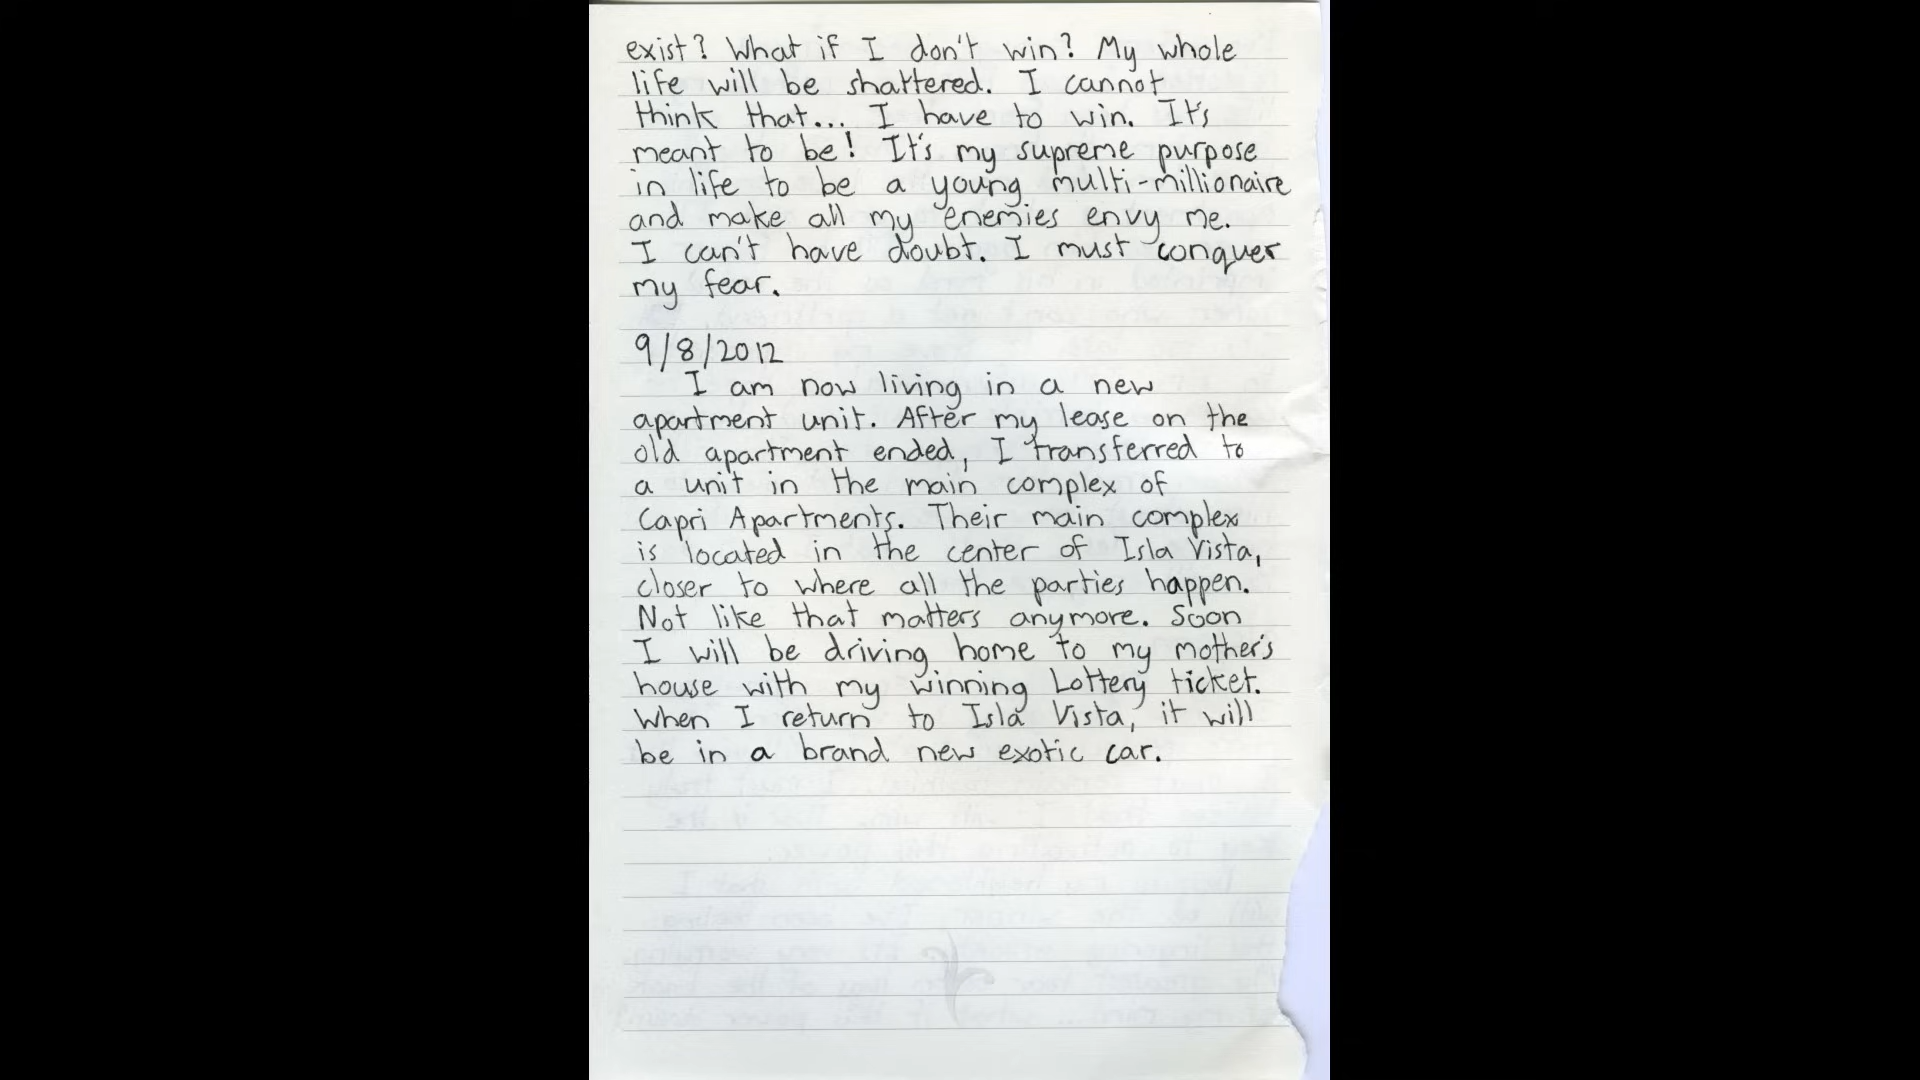 exist? What if I don't win? My whole
life will be shattered. I cannot
think that... I have to win. It's
meant to be! It's my supreme purpose
in life to be a young multi-millionaire
and make all my enemies envy me.
I can't have doubt. I must conquer
my fear.
9/8/2012
I am now living in a new
apartment unit. After my lease on the
old apartment ended, I transferred to
a unit in the main complex of
Capri Apartments. Their main complex
is located in the center of Isla Vista,
closer to where all the parties happen.
Not like that matters anymore. Soon
I will be driving home to my mother's
house with my winning Lottery ticket.
When I return to Isla Vista, it will
be in a brand new exotic car.